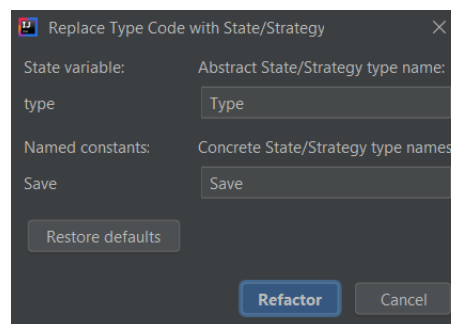 Replace Type Code with State/Strategy
State variable: Abstract State/Strategy type name:
type Type
Named constants: Concrete State/Strategy type names
Save Save
Restore defaults
Refactor Cancel